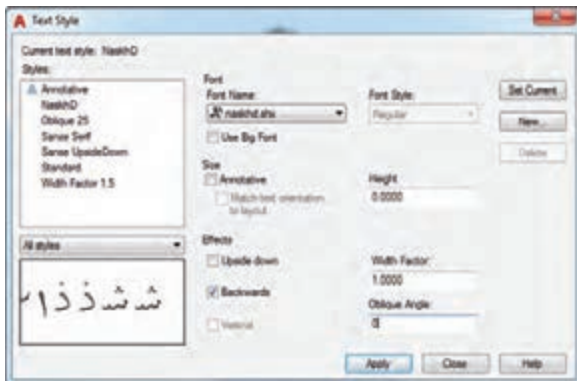 Text Style
Current text style: NaskhD
Styles:
Annotative
NaskhD
Oblique 25
Sanse Serif
Sanse UpsideDown
Standard
Width Factor 1.5
All styles
Font
Font Name:
naskhd.shx
Use Big Font
Font Style:
Regular
Size
Annotative
Match text orientation
to layout
Height
0.0000
Effects
Upside down
Backwards
Vertical
Width Factor:
1.0000
Oblique Angle:
0
Set Current
New...
Delete
Apply
Close
Help